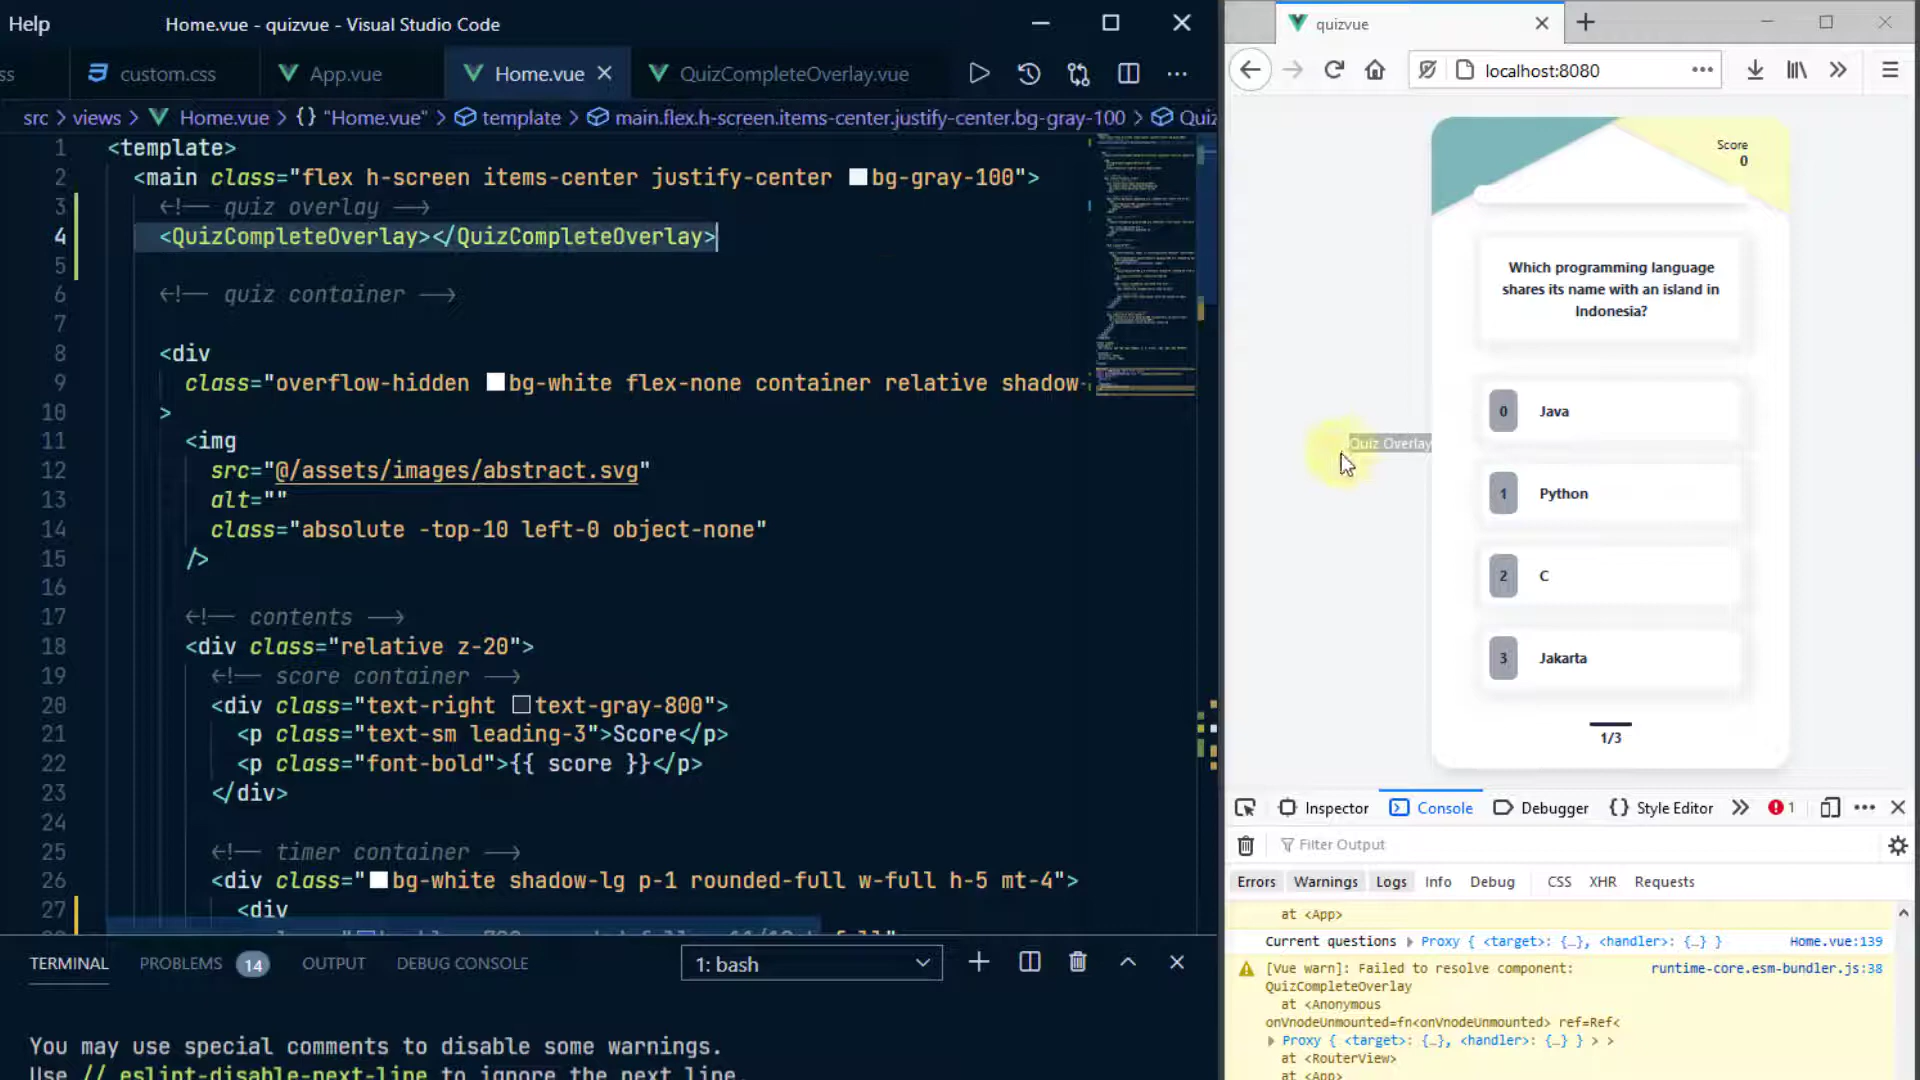 Help
Home.vue - quizvue - Visual Studio Code
ss
custom.css
App.vue
Home.vue
QuizCompleteOverlay.vue
src > views > Home.vue > {} "Home.vue" > template > main.flex.h-screen.items-center.justify-center.bg-gray-100 > Quiz
1 <template>
2 <main class="flex h-screen items-center justify-center bg-gray-100">
3 <!-- quiz overlay -->
4 <QuizCompleteOverlay></QuizCompleteOverlay>
5
6 <!-- quiz container -->
7
8 <div
9 class="overflow-hidden bg-white flex-none container relative shadow-
10 >
11 <img
12 src="@/assets/images/abstract.svg"
13 alt=""
14 class="absolute -top-10 left-0 object-none"
15 />
16
17 <!-- contents -->
18 <div class="relative z-20">
19 <!-- score container -->
20 <div class="text-right text-gray-800">
21 <p class="text-sm leading-3">Score</p>
22 <p class="font-bold">{{ score }}</p>
23 </div>
24
25 <!-- timer container -->
26 <div class="bg-white shadow-lg p-1 rounded-full w-full h-5 mt-4">
27 <div
TERMINAL
PROBLEMS 14
OUTPUT
DEBUG CONSOLE
1: bash
You may use special comments to disable some warnings.
Use // eslint-disable-next-line to ignore the next line.
quizvue
localhost:8080
Score
0
Which programming language
shares its name with an island in
Indonesia?
0 Java
Quiz Overlay
1 Python
2 C
3 Jakarta
1/3
Inspector
Console
Debugger
{} Style Editor
1
Filter Output
Errors
Warnings
Logs
Info
Debug
CSS
XHR
Requests
at <App>
Current questions Proxy { <target>: {…}, <handler>: {…} } Home.vue:139
[Vue warn]: Failed to resolve component: runtime-core.esm-bundler.js:38
QuizCompleteOverlay
at <Anonymous
onVnodeUnmounted=fn<onVnodeUnmounted> ref=Ref<
Proxy { <target>: {…}, <handler>: {…} } > >
at <RouterView>
at <App>